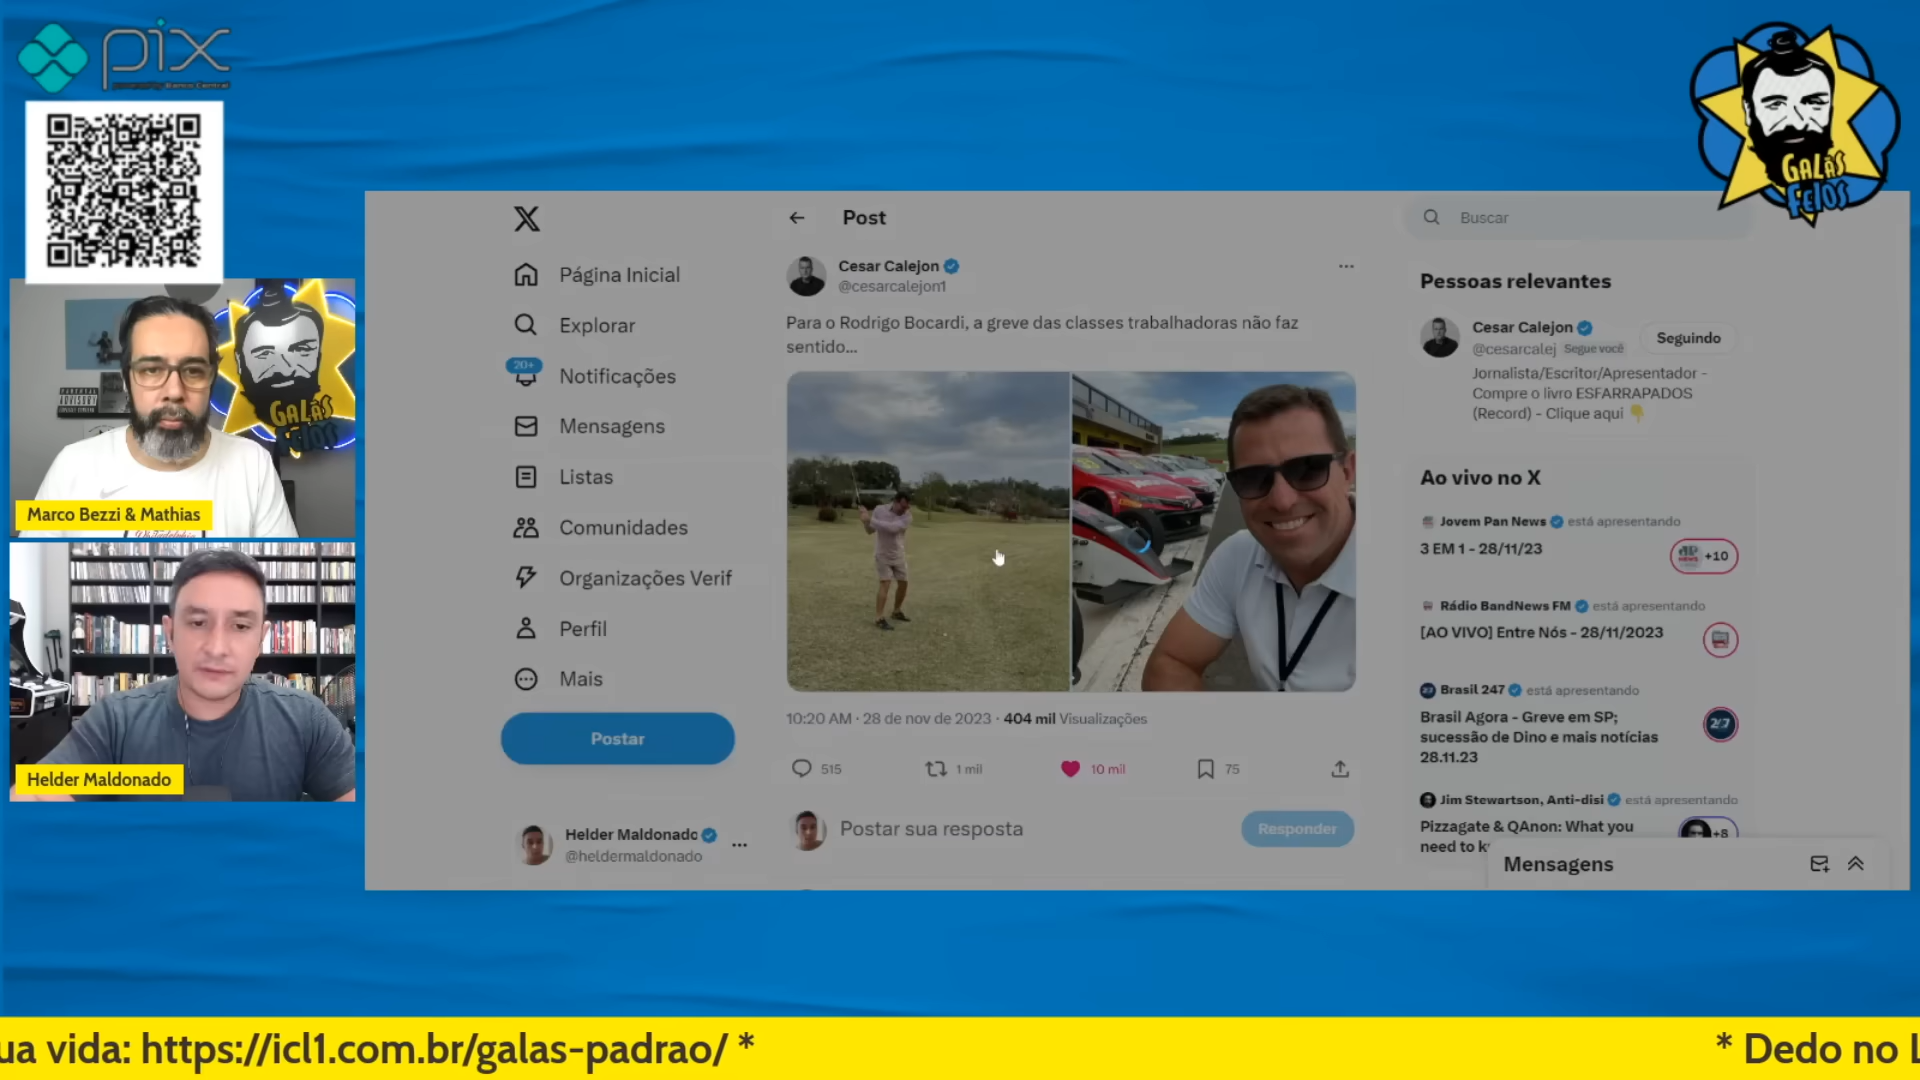 pix
powered by Banco Central
GALÃS
FEIOS
GALÃS
FEIOS
Marco Bezzi & Mathias
Helder Maldonado
Página Inicial
Explorar
20+
Notificações
Mensagens
Listas
Comunidades
Organizações Verif
Perfil
Mais
Postar
Helder Maldonado
@heldermaldonado
Post
Cesar Calejon
@cesarcalejon1
Para o Rodrigo Bocardi, a greve das classes trabalhadoras não faz
sentido...
10:20 AM · 28 de nov de 2023 · 404 mil Visualizações
515
1 mil
10 mil
75
Postar sua resposta
Responder
Buscar
Pessoas relevantes
Cesar Calejon
@cesarcalej Segue você
Seguindo
Jornalista/Escritor/Apresentador -
Compre o livro ESFARRAPADOS
(Record) - Clique aqui
Ao vivo no X
Jovem Pan News está apresentando
3 EM 1 - 28/11/23
+10
Rádio BandNews FM está apresentando
[AO VIVO] Entre Nós - 28/11/2023
Brasil 247 está apresentando
Brasil Agora - Greve em SP;
sucessão de Dino e mais notícias
28.11.23
247
Jim Stewartson, Anti-disi está apresentando
Pizzagate & QAnon: What you
need to k
+8
Mensagens
ua vida: https://icl1.com.br/galas-padrao/ *
* Dedo no L